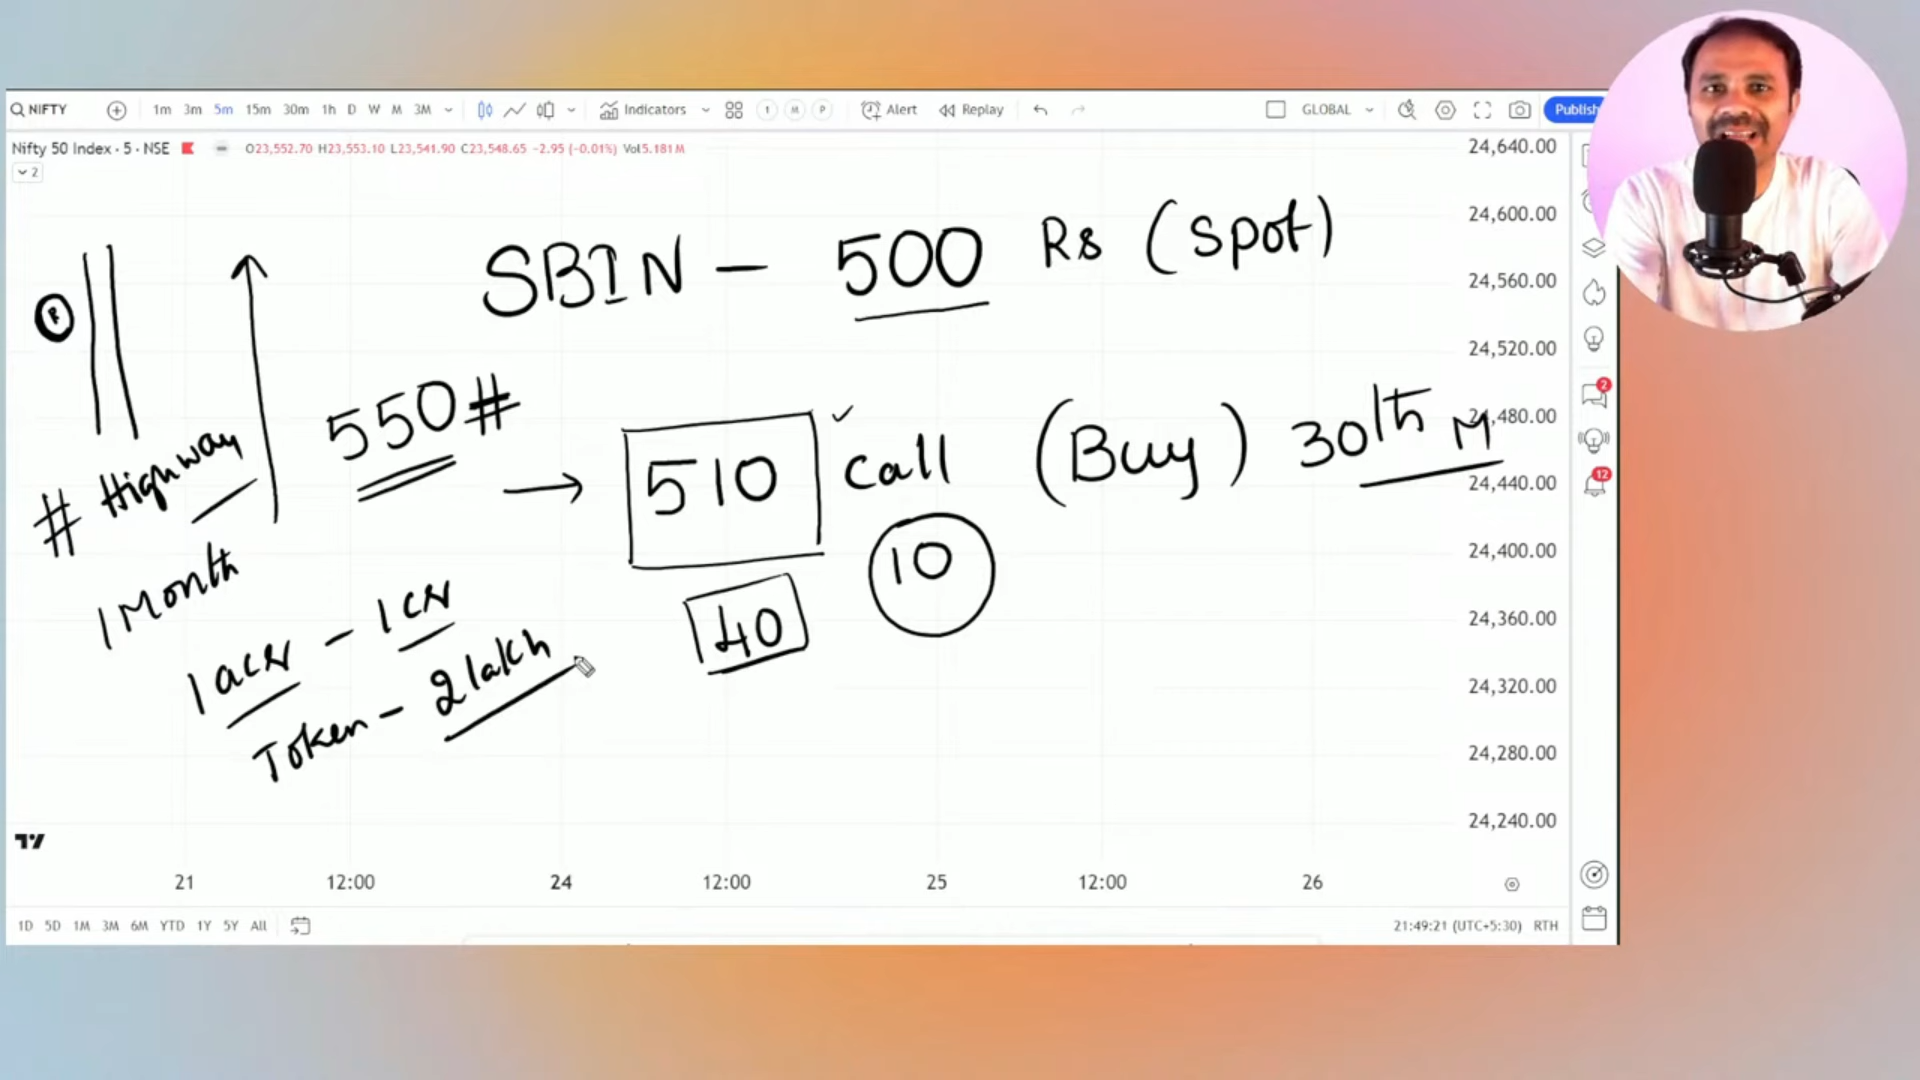 NIFTY 1m 3m 5m 15m 30m 1h D W M 3M Indicators 1 M P Alert Replay GLOBAL Publish
Nifty 50 Index · 5 · NSE O23,552.70 H23,553.10 L23,541.90 C23,548.65 -2.95 (-0.01%) Vol5.181M
2
24,640.00
24,600.00
24,560.00
24,520.00
24,480.00
24,440.00
24,400.00
24,360.00
24,320.00
24,280.00
24,240.00
SBIN - 500 Rs (Spot)
R
550#
→ 510 Call (Buy) 30th M
# Highway
10
1 Month
40
1 acr - 1 cr
Token - 2 lakh
2
12
21 12:00 24 12:00 25 12:00 26
1D 5D 1M 3M 6M YTD 1Y 5Y All 21:49:21 (UTC+5:30) RTH